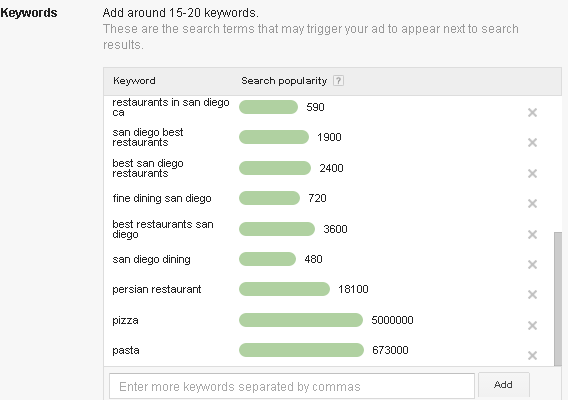 Keywords
Add around 15-20 keywords.
These are the search terms that may trigger your ad to appear next to search
results.
Keyword Search popularity ?
restaurants in san diego
ca
590
san diego best
restaurants
1900
best san diego
restaurants
2400
fine dining san diego 720
best restaurants san
diego
3600
san diego dining 480
persian restaurant 18100
pizza 5000000
pasta 673000
Enter more keywords separated by commas Add